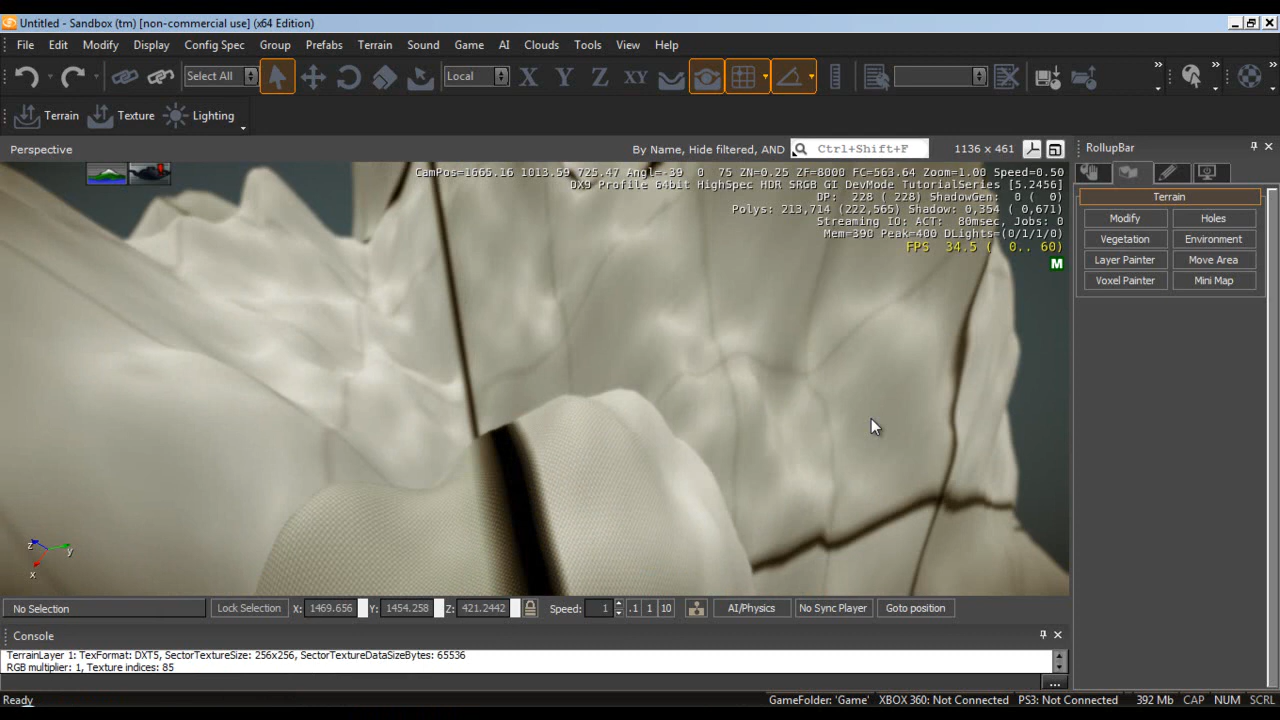 Untitled - Sandbox (tm) [non-commercial use] (x64 Edition)
File Edit Modify Display Config Spec Group Prefabs Terrain Sound Game AI Clouds Tools View Help
Select All Local X Y Z XY
Terrain Texture Lighting
Perspective By Name, Hide filtered, AND Ctrl+Shift+F 1136 x 461 RollupBar
CamPos=1665.16 1013.59 725.47 Angl=-39 0 75 ZN=0.25 ZF=8000 FC=563.64 Zoom=1.00 Speed=0.50
DX9 Profile 64bit HighSpec HDR SRGB GI DevMode TutorialSeries [5.2456]
DP: 228 ( 228) ShadowGen: 0 ( 0)
Polys: 213,714 (222,565) Shadow: 0,354 ( 0,671)
Streaming IO: ACT: 80msec, Jobs: 0
Mem=390 Peak=400 DLights=(0/1/1/0)
FPS 34.5 ( 0.. 60)
M
Terrain
Modify Holes
Vegetation Environment
Layer Painter Move Area
Voxel Painter Mini Map
z y
x
No Selection Lock Selection X: 1469.656 Y: 1454.258 Z: 421.2442 Speed: 1 .1 1 10 AI/Physics No Sync Player Goto position
Console
TerrainLayer 1: TexFormat: DXT5, SectorTextureSize: 256x256, SectorTextureDataSizeBytes: 65536
RGB multiplier: 1, Texture indices: 85
...
Ready GameFolder: 'Game' XBOX 360: Not Connected PS3: Not Connected 392 Mb CAP NUM SCRL